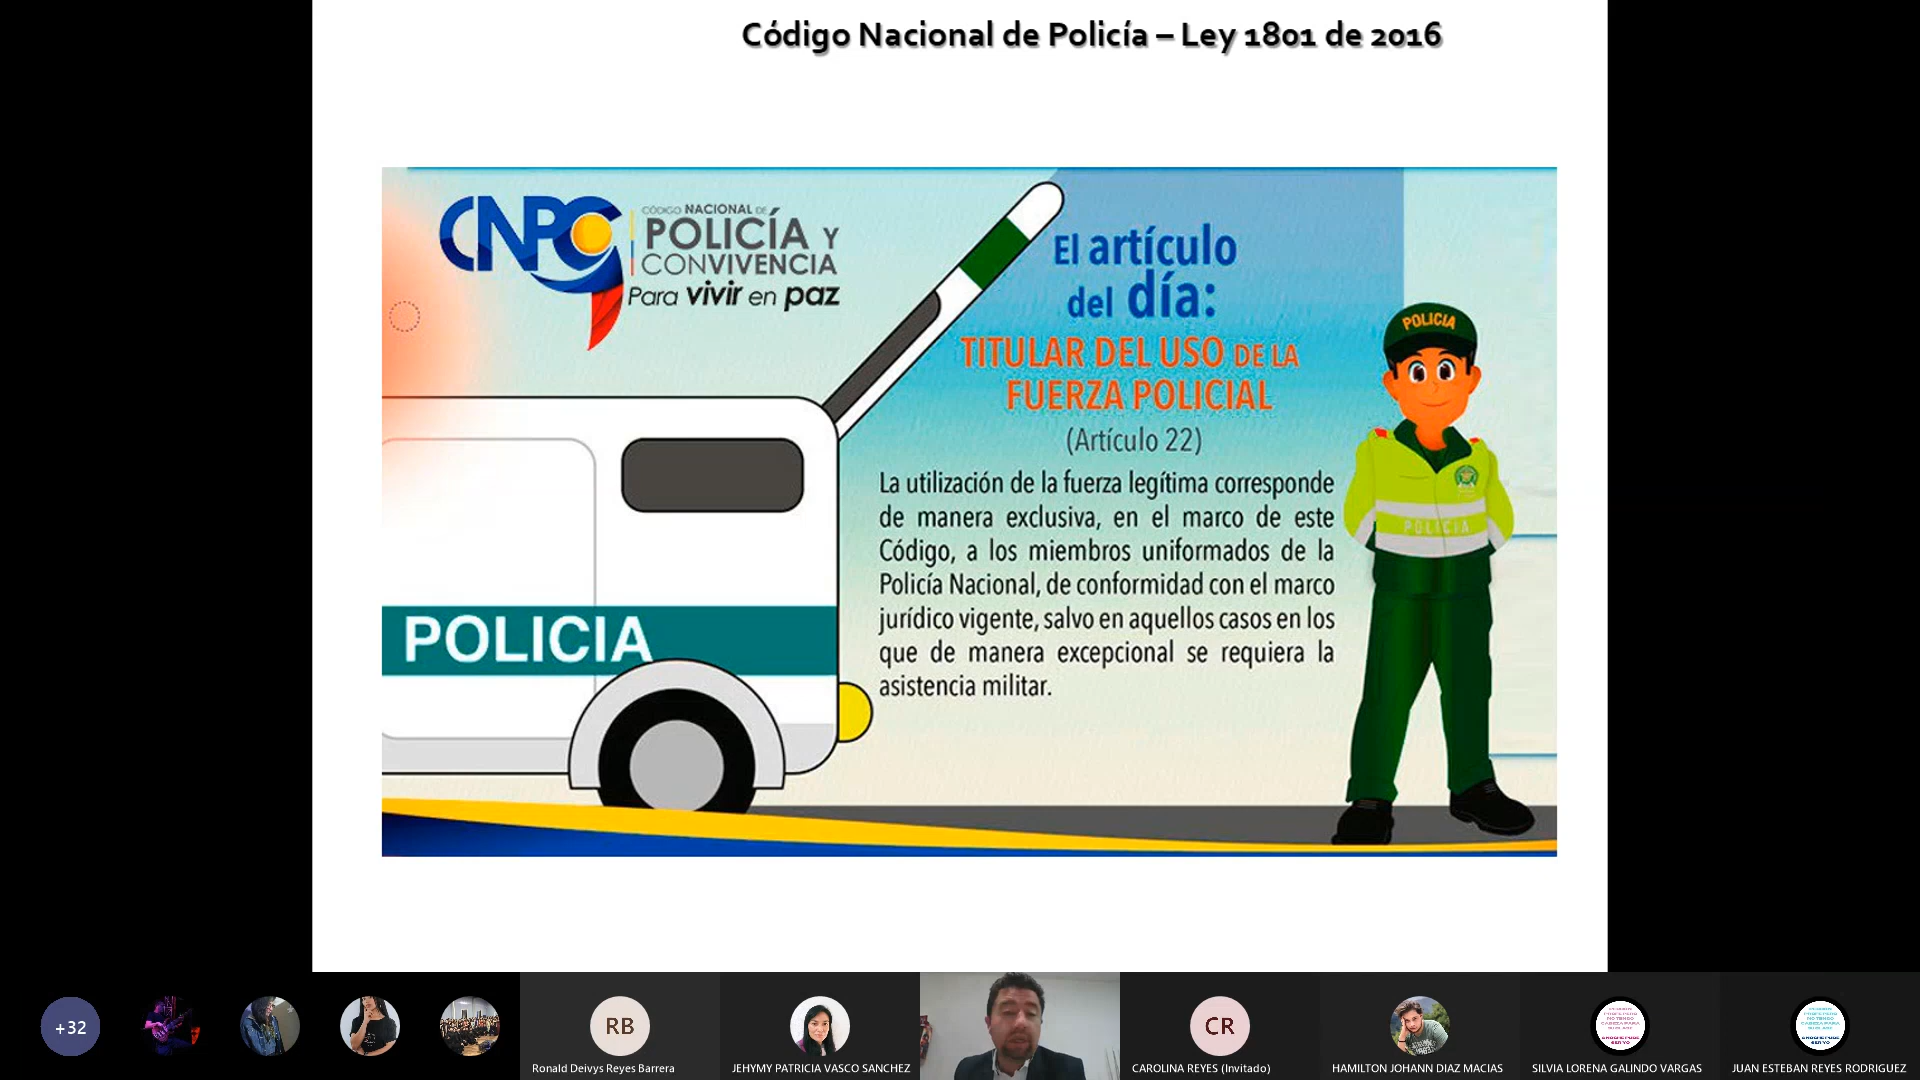 Código Nacional de Policía – Ley 1801 de 2016
CNPC
CÓDIGO NACIONAL DE
POLICÍA Y
CONVIVENCIA
Para vivir en paz
El artículo
del día:
TITULAR DEL USO DE LA
FUERZA POLICIAL
(Artículo 22)
La utilización de la fuerza legítima corresponde
de manera exclusiva, en el marco de este
Código, a los miembros uniformados de la
Policía Nacional, de conformidad con el marco
jurídico vigente, salvo en aquellos casos en los
que de manera excepcional se requiera la
asistencia militar.
POLICIA
POLICIA
POLICIA
+32
RB
CR
Ronald Deivys Reyes Barrera
JEHYMY PATRICIA VASCO SANCHEZ
CAROLINA REYES (Invitado)
HAMILTON JOHANN DIAZ MACIAS
SILVIA LORENA GALINDO VARGAS
JUAN ESTEBAN REYES RODRIGUEZ